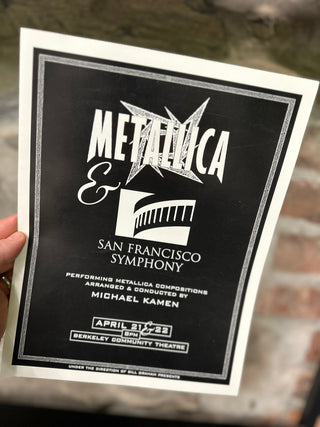 METALLICA
&
SAN FRANCISCO
SYMPHONY
PERFORMING METALLICA COMPOSITIONS
ARRANGED & CONDUCTED BY
MICHAEL KAMEN
APRIL 21 & 22
8PM
BERKELEY COMMUNITY THEATRE
UNDER THE DIRECTION OF BILL GRAHAM PRESENTS